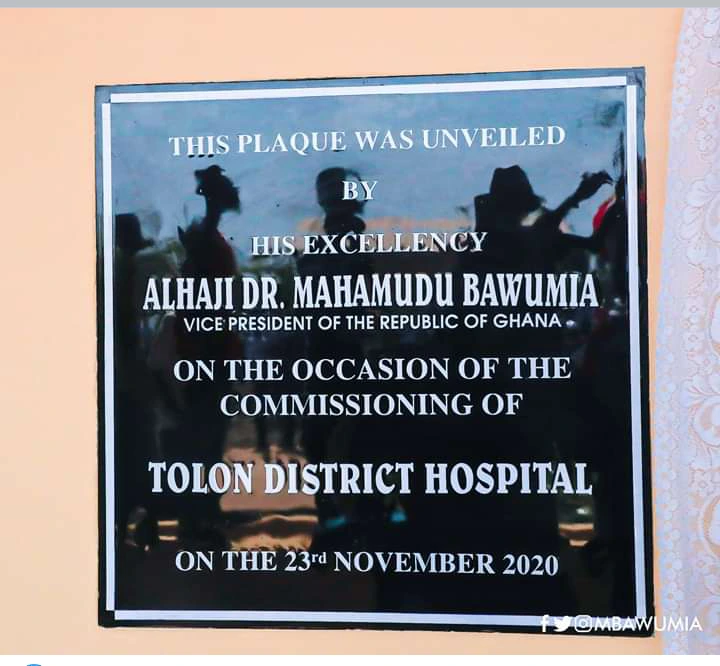 THIS PLAQUE WAS UNVEILED
BY
HIS EXCELLENCY
ALHAJI DR. MAHAMUDU BAWUMIA
VICE PRESIDENT OF THE REPUBLIC OF GHANA
ON THE OCCASION OF THE
COMMISSIONING OF
TOLON DISTRICT HOSPITAL
ON THE 23rd NOVEMBER 2020
@MBAWUMIA